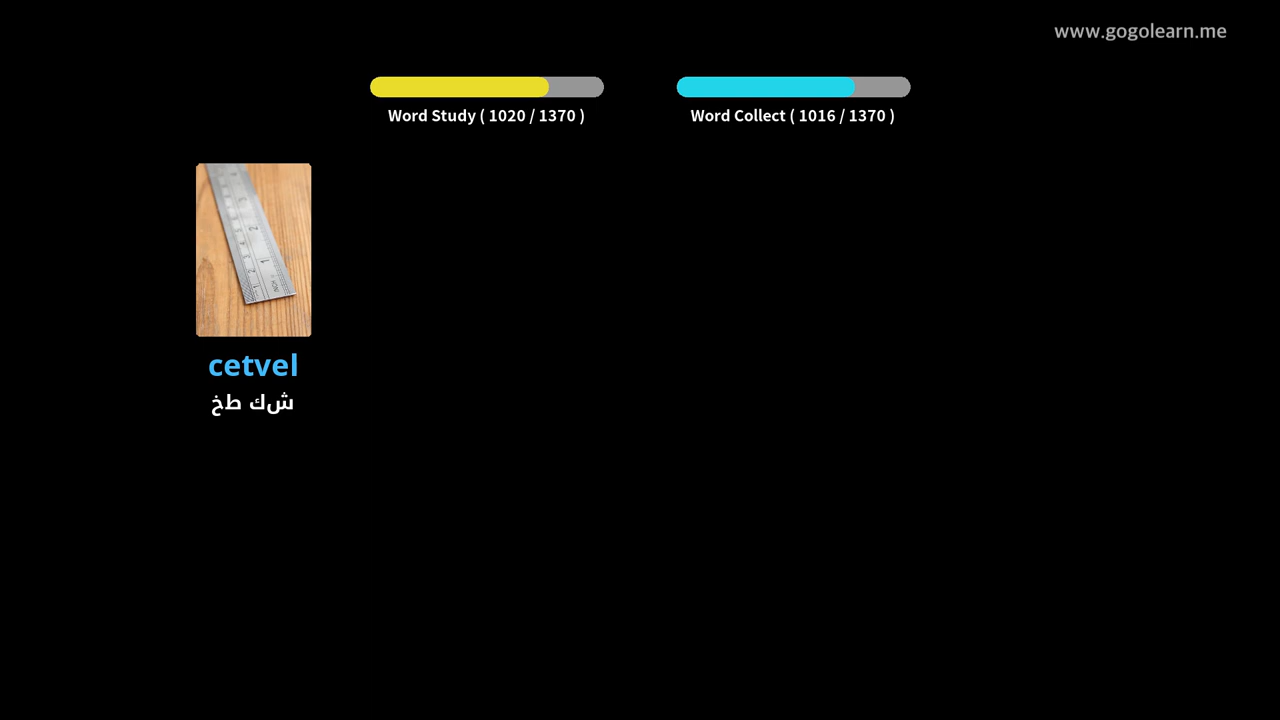 www.gogolearn.me
Word Study ( 1020 / 1370 )
Word Collect ( 1016 / 1370 )
cetvel
شك طخ